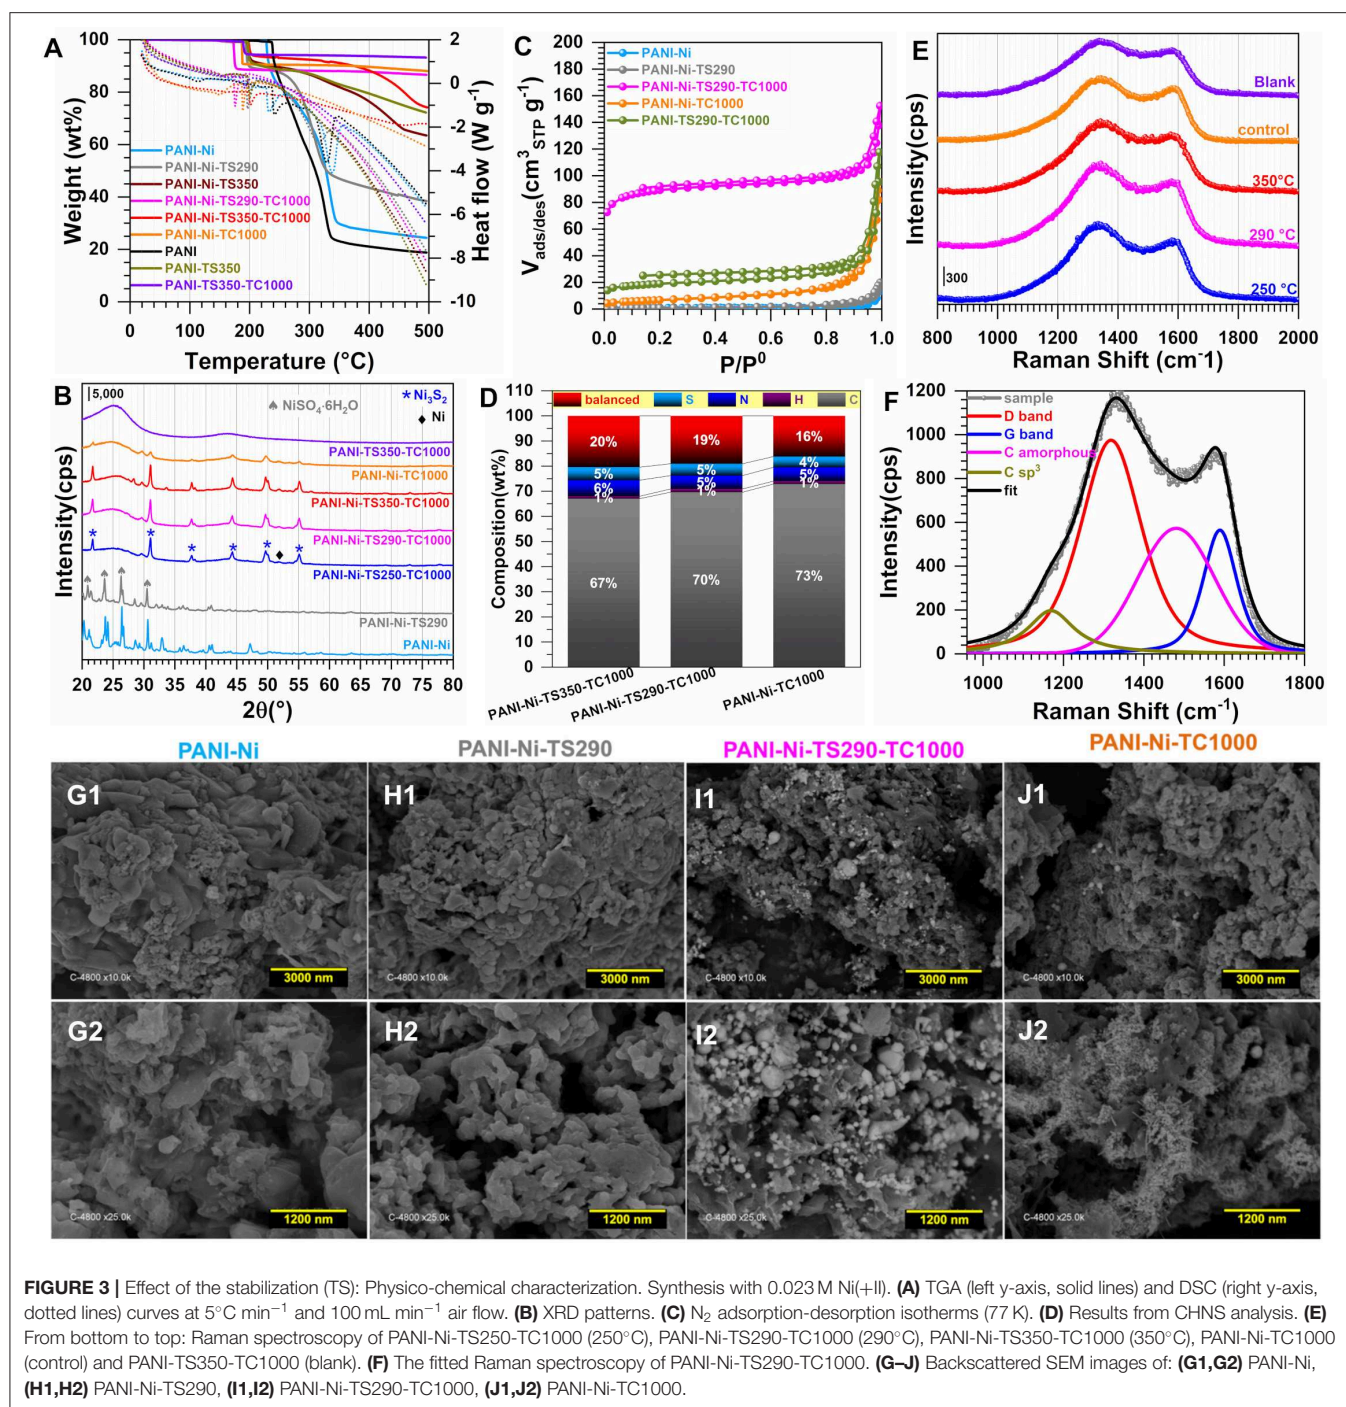 A
100
80
60
40
20
0
Weight (wt%)
2
0
-2
-4
-6
-8
-10
Heat flow (W g-1)
PANI-Ni
PANI-Ni-TS290
PANI-Ni-TS350
PANI-Ni-TS290-TC1000
PANI-Ni-TS350-TC1000
PANI-Ni-TC1000
PANI
PANI-TS350
PANI-TS350-TC1000
0 100 200 300 400 500
Temperature (°C)
C
200
180
160
140
120
100
80
60
40
20
0
Vads/des(cm3 STP g-1)
PANI-Ni
PANI-Ni-TS290
PANI-Ni-TS290-TC1000
PANI-Ni-TC1000
PANI-TS290-TC1000
0.0 0.2 0.4 0.6 0.8 1.0
P/P0
E
Intensity(cps)
Blank
control
350°C
290 °C
250 °C
300
800 1000 1200 1400 1600 1800 2000
Raman Shift (cm-1)
B
5,000
Intensity(cps)
♠ NiSO4·6H2O
* Ni3S2
♦ Ni
PANI-TS350-TC1000
PANI-Ni-TC1000
PANI-Ni-TS350-TC1000
PANI-Ni-TS290-TC1000
PANI-Ni-TS250-TC1000
PANI-Ni-TS290
PANI-Ni
20 25 30 35 40 45 50 55 60 65 70 75 80
2θ(°)
D
110
100
90
80
70
60
50
40
30
20
10
0
Composition(wt%)
balanced S N H C
20% 19% 16%
5% 5% 4%
6% 5% 5%
1% 1% 1%
67% 70% 73%
PANI-Ni-TS350-TC1000
PANI-Ni-TS290-TC1000
PANI-Ni-TC1000
F
1200
1000
800
600
400
200
0
Intensity(cps)
sample
D band
G band
C amorphous
C sp3
fit
1000 1200 1400 1600 1800
Raman Shift (cm-1)
PANI-Ni PANI-Ni-TS290 PANI-Ni-TS290-TC1000 PANI-Ni-TC1000
G1 H1 I1 J1
C-4800 x10.0k 3000 nm C-4800 x10.0k 3000 nm C-4800 x10.0k 3000 nm C-4800 x10.0k 3000 nm
G2 H2 I2 J2
C-4800 x25.0k 1200 nm C-4800 x25.0k 1200 nm C-4800 x25.0k 1200 nm C-4800 x25.0k 1200 nm
FIGURE 3 | Effect of the stabilization (TS): Physico-chemical characterization. Synthesis with 0.023 M Ni(+II). (A) TGA (left y-axis, solid lines) and DSC (right y-axis,
dotted lines) curves at 5°C min−1 and 100 mL min−1 air flow. (B) XRD patterns. (C) N2 adsorption-desorption isotherms (77 K). (D) Results from CHNS analysis. (E)
From bottom to top: Raman spectroscopy of PANI-Ni-TS250-TC1000 (250°C), PANI-Ni-TS290-TC1000 (290°C), PANI-Ni-TS350-TC1000 (350°C), PANI-Ni-TC1000
(control) and PANI-TS350-TC1000 (blank). (F) The fitted Raman spectroscopy of PANI-Ni-TS290-TC1000. (G–J) Backscattered SEM images of: (G1,G2) PANI-Ni,
(H1,H2) PANI-Ni-TS290, (I1,I2) PANI-Ni-TS290-TC1000, (J1,J2) PANI-Ni-TC1000.